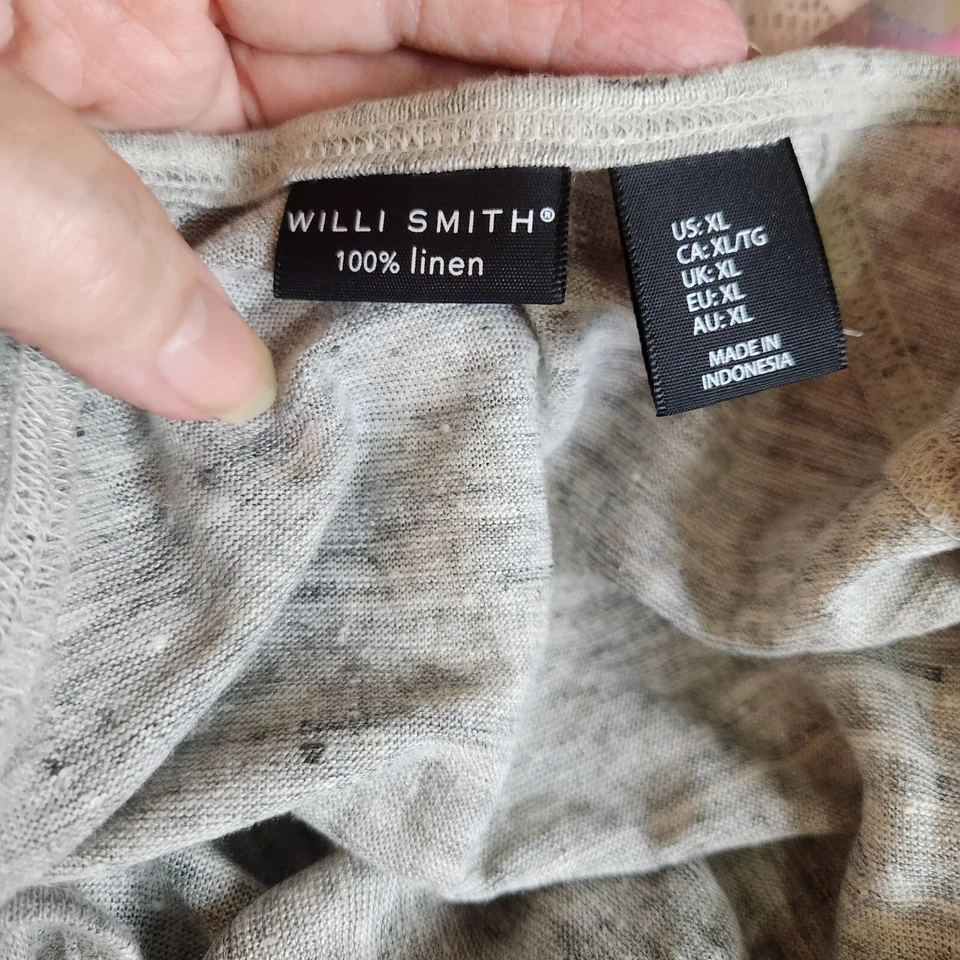 WILLI SMITH®
100% linen
US: XL
CA: XL/TG
UK: XL
EU: XL
AU: XL
MADE IN
INDONESIA